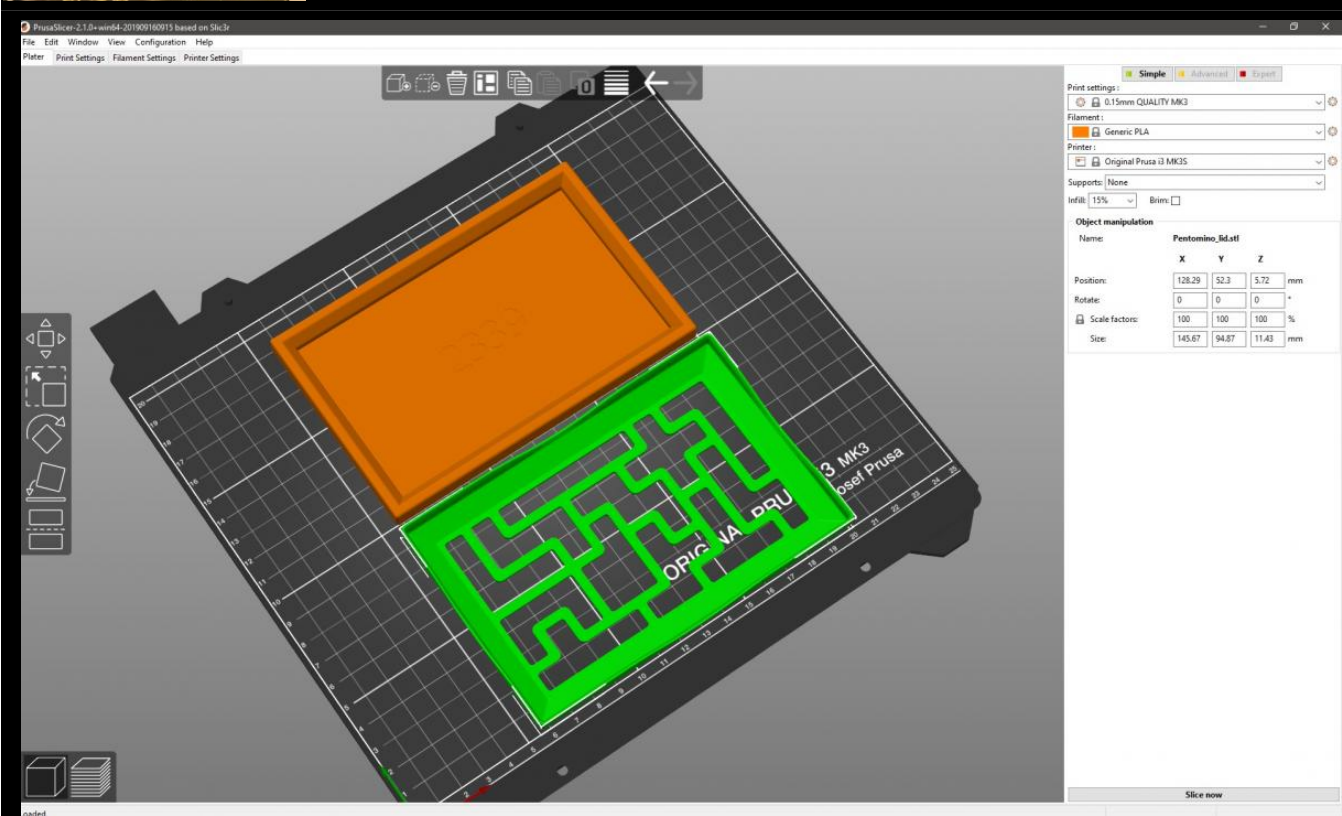 PrusaSlicer-2.1.0+win64-201909160915 based on Slic3r
File Edit Window View Configuration Help
Plater Print Settings Filament Settings Printer Settings
Simple Advanced Expert
Print settings :
0.15mm QUALITY MK3
Filament :
Generic PLA
Printer :
Original Prusa i3 MK3S
Supports: None
Infill: 15% Brim:
Object manipulation
Name: Pentomino_lid.stl
X Y Z
Position: 128.29 52.3 5.72 mm
Rotate: 0 0 0 °
Scale factors: 100 100 100 %
Size: 145.67 94.87 11.43 mm
ORIGINAL PRU 3 MK3
osef Prusa
Slice now
oaded